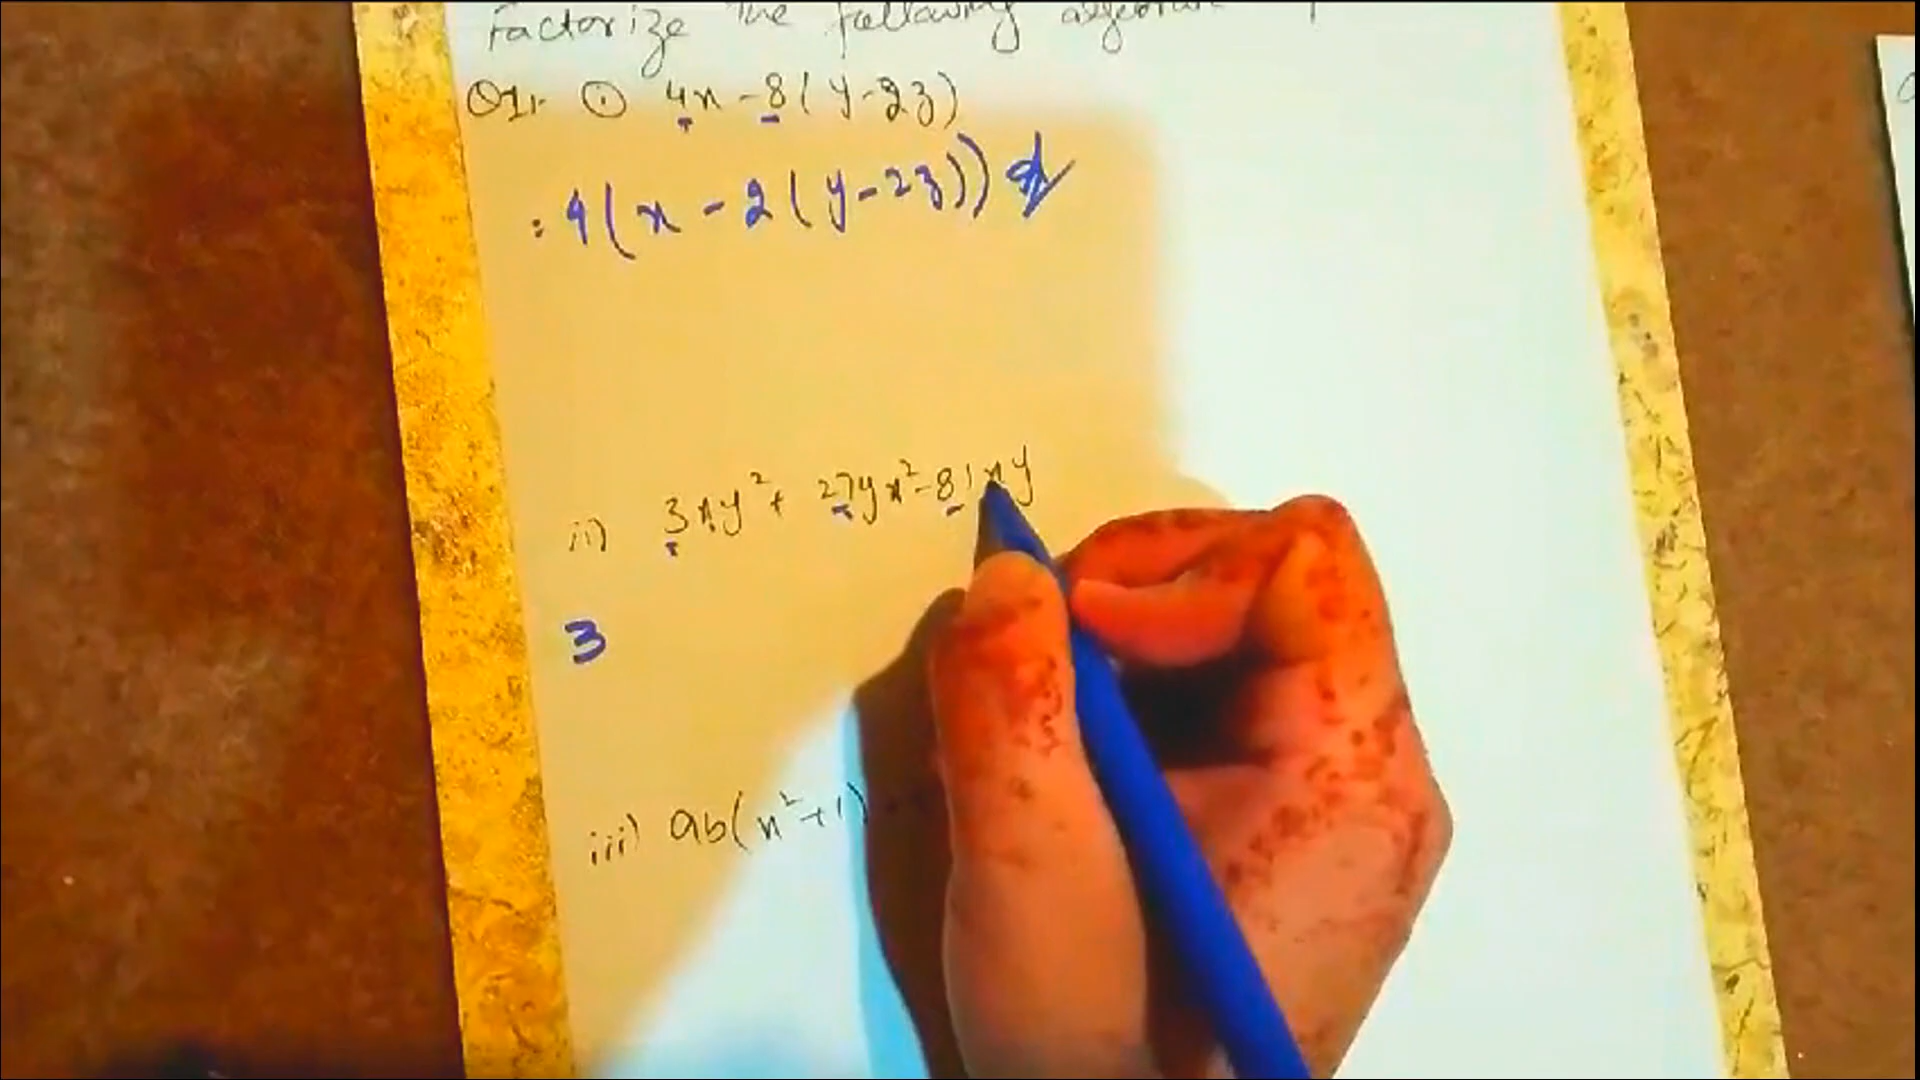 Factorize the following
Q1:- ① 4x - 8(y-2z)
: 4(x - 2(y-2z))
ii) 3xy² + 27yx² - 81xy
3
iii) ab(x²+1)